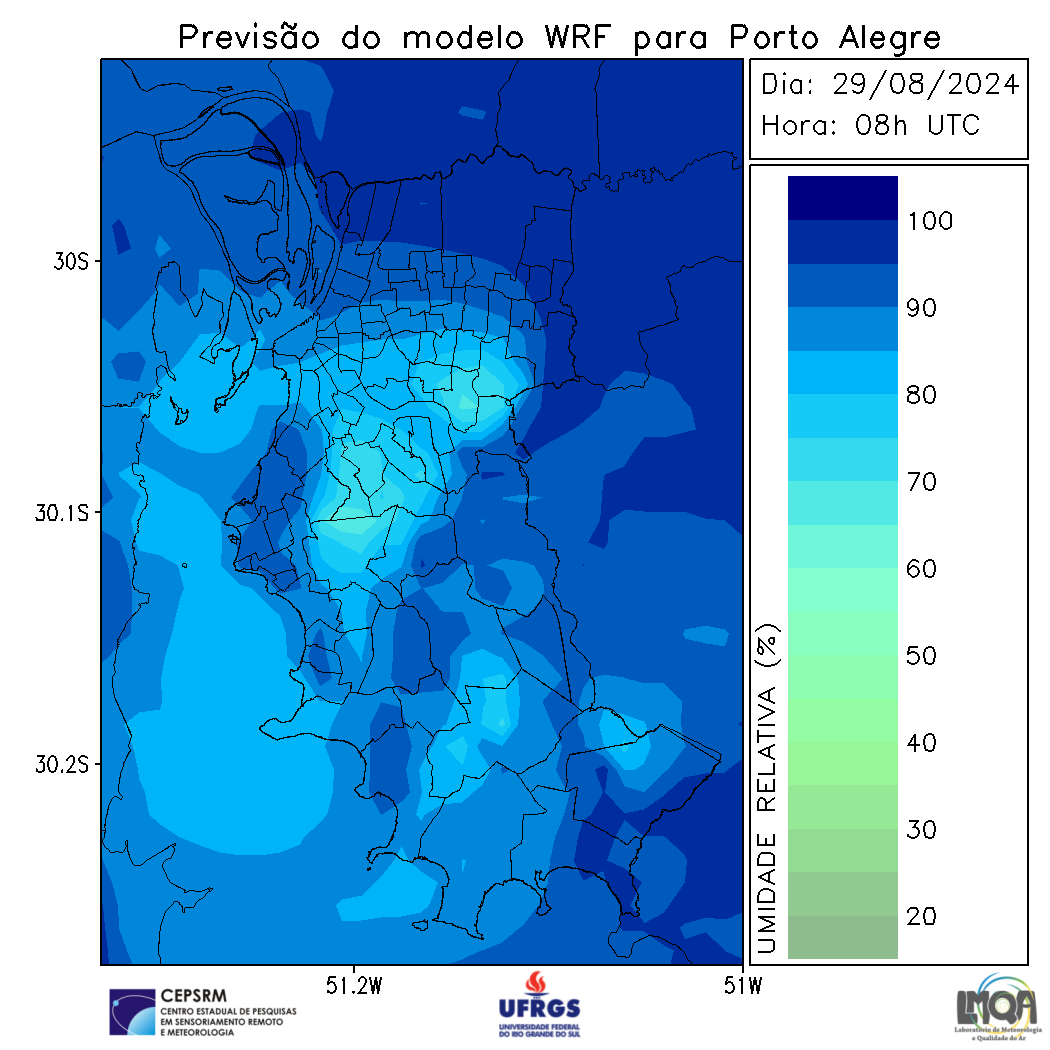 Previsão do modelo WRF para Porto Alegre
Dia: 29/08/2024
Hora: 08h UTC
100
90
80
70
60
50
40
30
20
UMIDADE RELATIVA (%)
30S
30.1S
30.2S
51.2W
51W
CEPSRM
CENTRO ESTADUAL DE PESQUISAS
EM SENSORIAMENTO REMOTO
E METEOROLOGIA
UFRGS
UNIVERSIDADE FEDERAL
DO RIO GRANDE DO SUL
LMQA
Laboratório de Meteorologia
e Qualidade do Ar